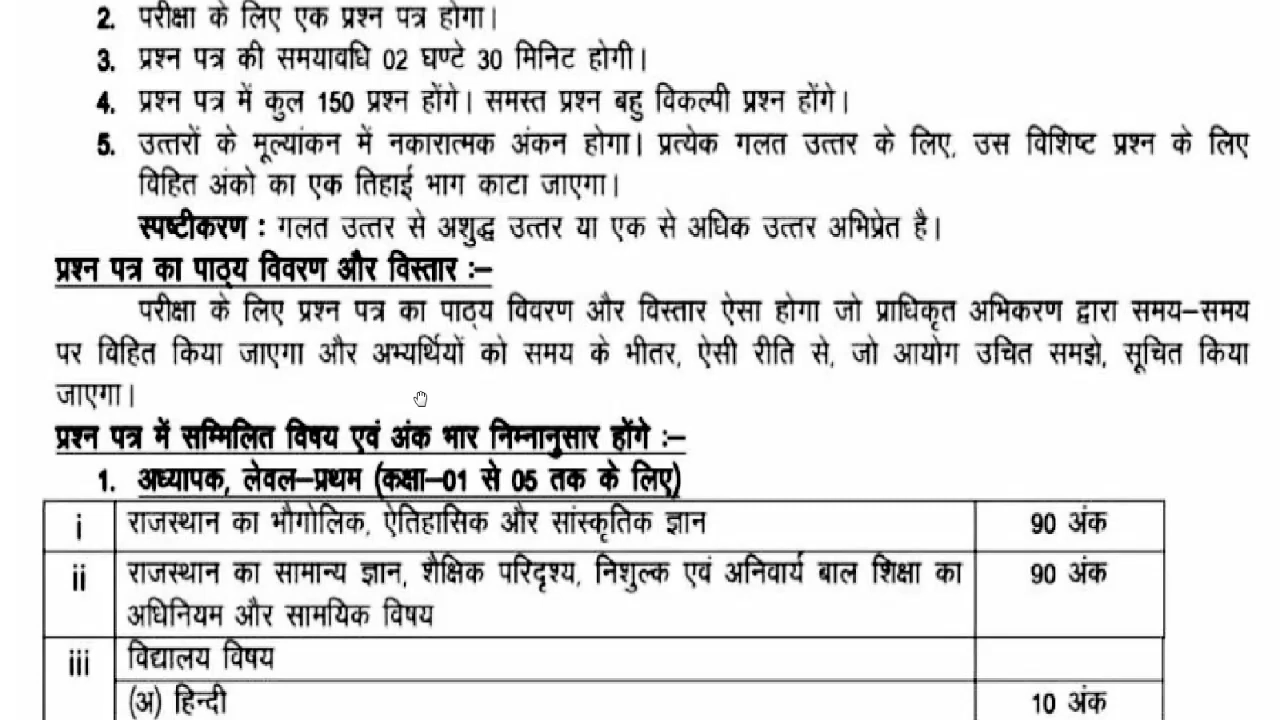 2. परीक्षा के लिए एक प्रश्न पत्र होगा।
3. प्रश्न पत्र की समयावधि 02 घण्टे 30 मिनिट होगी।
4. प्रश्न पत्र में कुल 150 प्रश्न होंगे। समस्त प्रश्न बहु विकल्पी प्रश्न होंगे।
5. उत्तरों के मूल्यांकन में नकारात्मक अंकन होगा। प्रत्येक गलत उत्तर के लिए, उस विशिष्ट प्रश्न के लिए
विहित अंको का एक तिहाई भाग काटा जाएगा।
स्पष्टीकरण : गलत उत्तर से अशुद्ध उत्तर या एक से अधिक उत्तर अभिप्रेत है।
प्रश्न पत्र का पाठ्य विवरण और विस्तार :–
परीक्षा के लिए प्रश्न पत्र का पाठ्य विवरण और विस्तार ऐसा होगा जो प्राधिकृत अभिकरण द्वारा समय–समय
पर विहित किया जाएगा और अभ्यर्थियों को समय के भीतर, ऐसी रीति से, जो आयोग उचित समझे, सूचित किया
जाएगा।
प्रश्न पत्र में सम्मिलित विषय एवं अंक भार निम्नानुसार होंगे :–
1. अध्यापक, लेवल–प्रथम (कक्षा–01 से 05 तक के लिए)
i राजस्थान का भौगोलिक, ऐतिहासिक और सांस्कृतिक ज्ञान 90 अंक
ii राजस्थान का सामान्य ज्ञान, शैक्षिक परिदृश्य, निशुल्क एवं अनिवार्य बाल शिक्षा का 90 अंक
अधिनियम और सामयिक विषय
iii विद्यालय विषय
(अ) हिन्दी 10 अंक